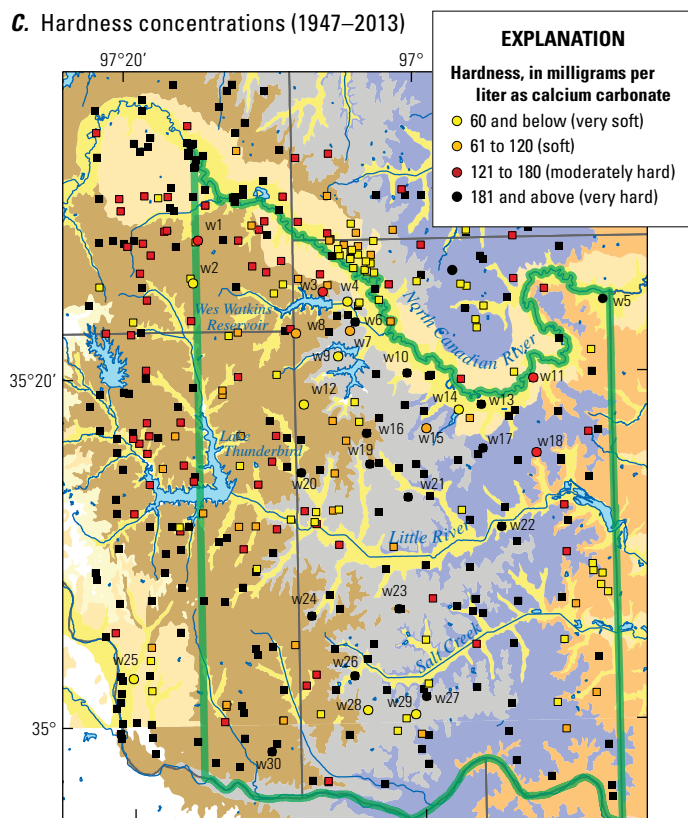 C. Hardness concentrations (1947–2013)
97°20′
97°
EXPLANATION
Hardness, in milligrams per
liter as calcium carbonate
60 and below (very soft)
61 to 120 (soft)
121 to 180 (moderately hard)
181 and above (very hard)
w1
w2
w3
w4
w5
Wes Watkins
Reservoir
w8
w6
w7
North Canadian River
w9
w10
w11
35°20′
w12
w14
w13
w16
w15
Lake
Thunderbird
w17
w18
w19
w20
w21
Little River
w22
w24
w23
Salt Creek
w25
w26
w28
w29
w27
35°
w30